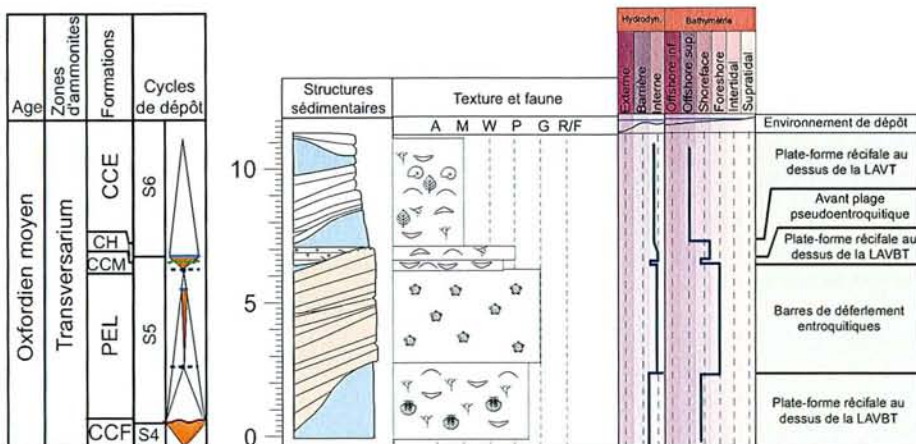 Age
Zones d'ammonites
Formations
Cycles
de dépôt
Oxfordien moyen
Transversarium
CCE
CH
CCM
PEL
CCF
S6
S5
S4
Structures
sédimentaires
Texture et faune
A M W P G R/F
10
5
0
Hydrodyn.
Bathymétrie
Externe
Barrière
Interne
Offshore inf.
Offshore sup.
Shoreface
Foreshore
Intertidal
Supratidal
Environnement de dépôt
Plate-forme récifale au
dessus de la LAVT
Avant plage
pseudoentroquitique
Plate-forme récifale au
dessus de la LAVBT
Barres de déferlement
entroquitiques
Plate-forme récifale au
dessus de la LAVBT